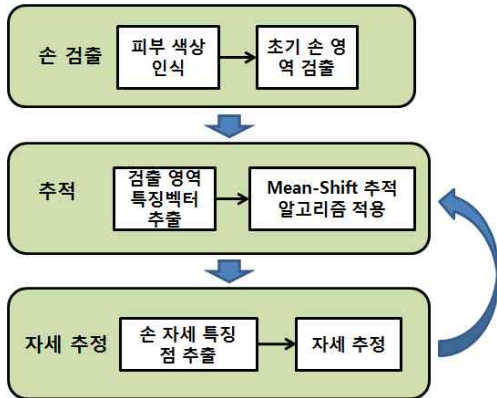 손 검출
피부 색상
인식
초기 손 영
역 검출
추적
검출 영역
특징벡터
추출
Mean-Shift 추적
알고리즘 적용
자세 추정
손 자세 특징
점 추출
자세 추정